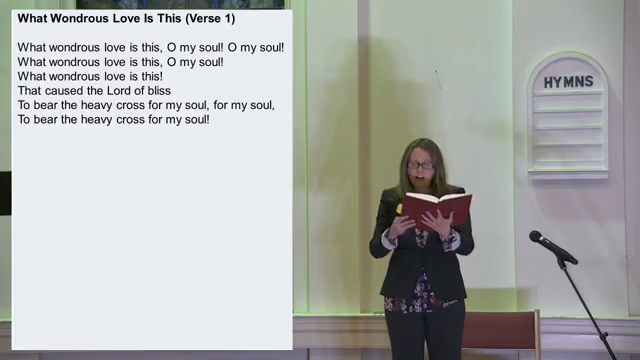 What Wondrous Love Is This (Verse 1)
What wondrous love is this, O my soul! O my soul!
What wondrous love is this, O my soul!
What wondrous love is this!
That caused the Lord of bliss
To bear the heavy cross for my soul, for my soul,
To bear the heavy cross for my soul!
HYMNS